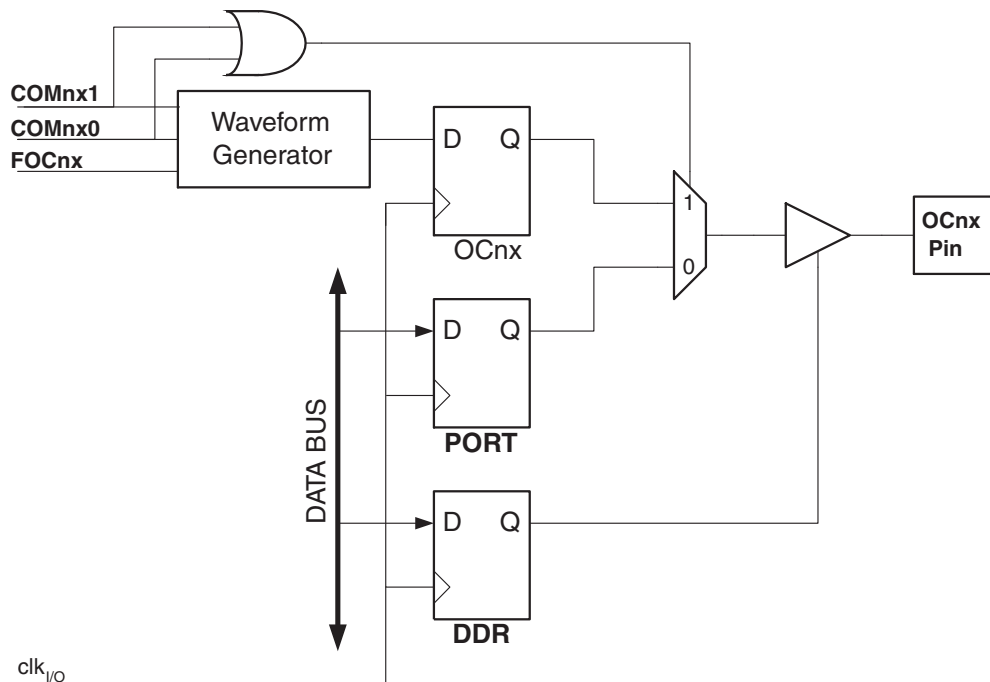 COMnx1
COMnx0
FOCnx
Waveform
Generator
D Q
OCnx
1
0
OCnx
Pin
D Q
PORT
DATA BUS
D Q
DDR
clkI/O